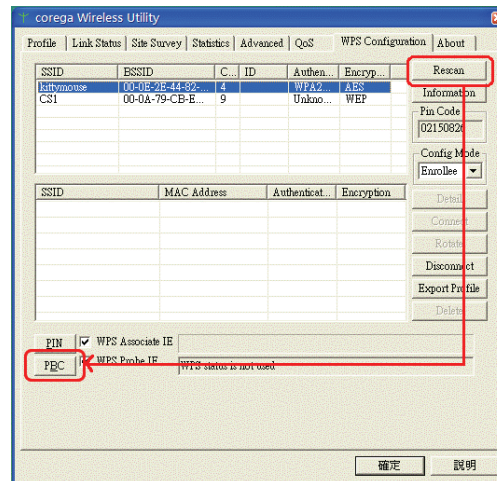 corega Wireless Utility
Profile Link Status Site Survey Statistics Advanced QoS WPS Configuration About
SSID BSSID C... ID Authen... Encryp...
kittymouse 00-0E-2E-44-82-... 4 WPA2... AES
CS1 00-0A-79-CB-E... 9 Unkno... WEP
Rescan
Information
Pin Code
02150826
Config Mode
Enrollee
SSID MAC Address Authenticat... Encryption
Detail
Connect
Rotate
Disconnect
Export Profile
Delete
PIN WPS Associate IE
PBC WPS Probe IE WPS status is not used
確定 說明